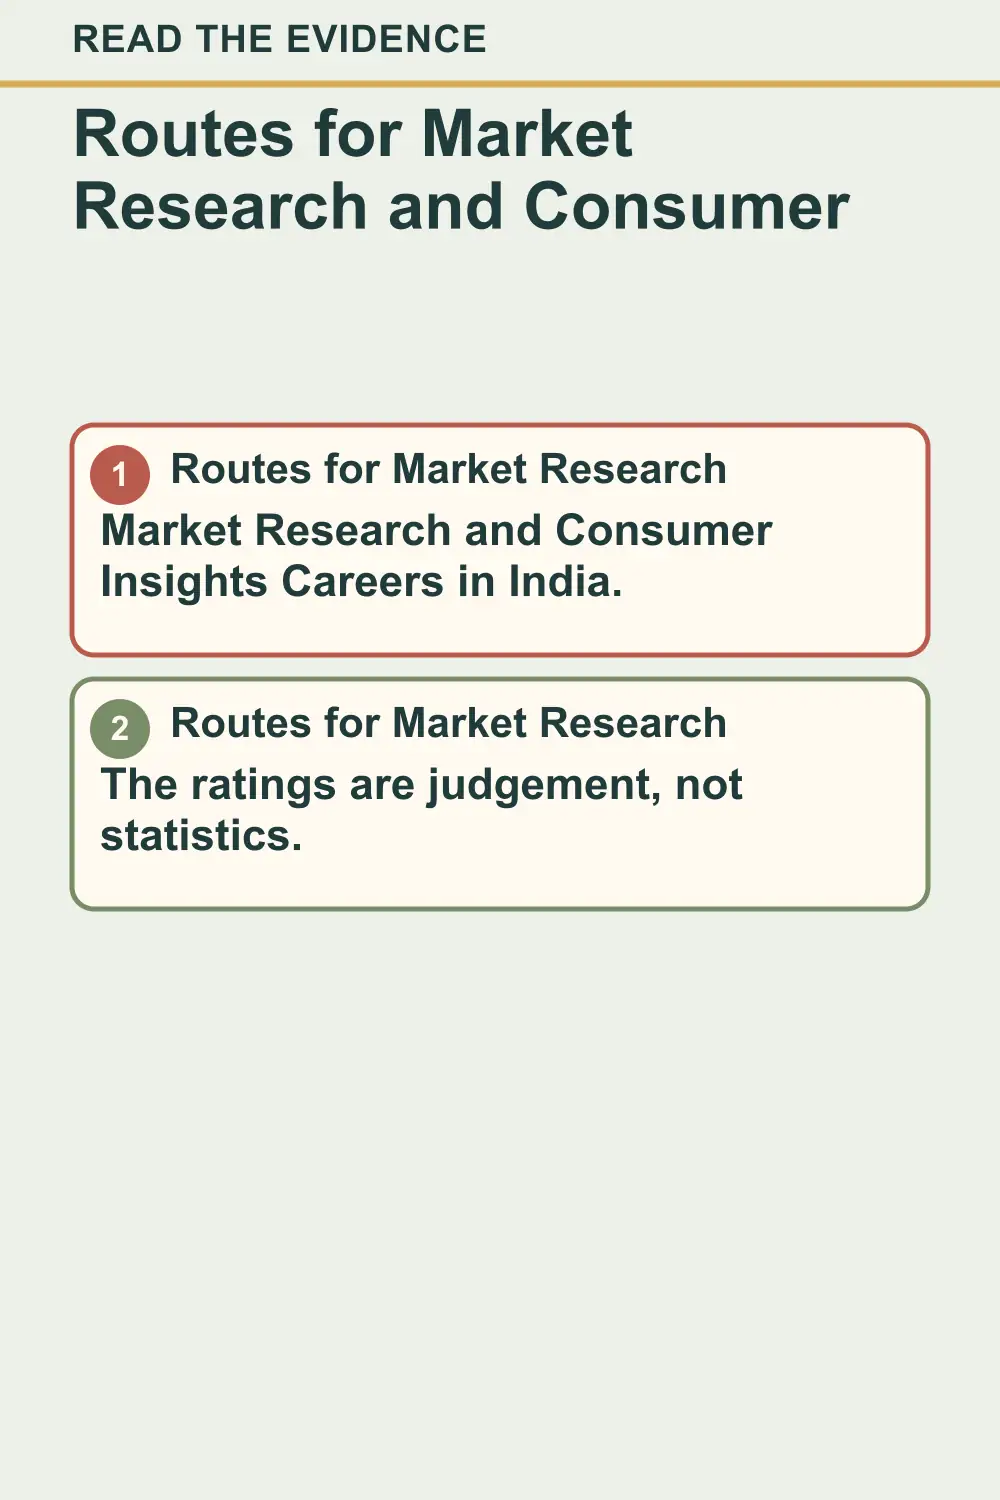 READ THE EVIDENCE
Routes for Market
Research and Consumer
1 Routes for Market Research
Market Research and Consumer
Insights Careers in India.
2 Routes for Market Research
The ratings are judgement, not
statistics.